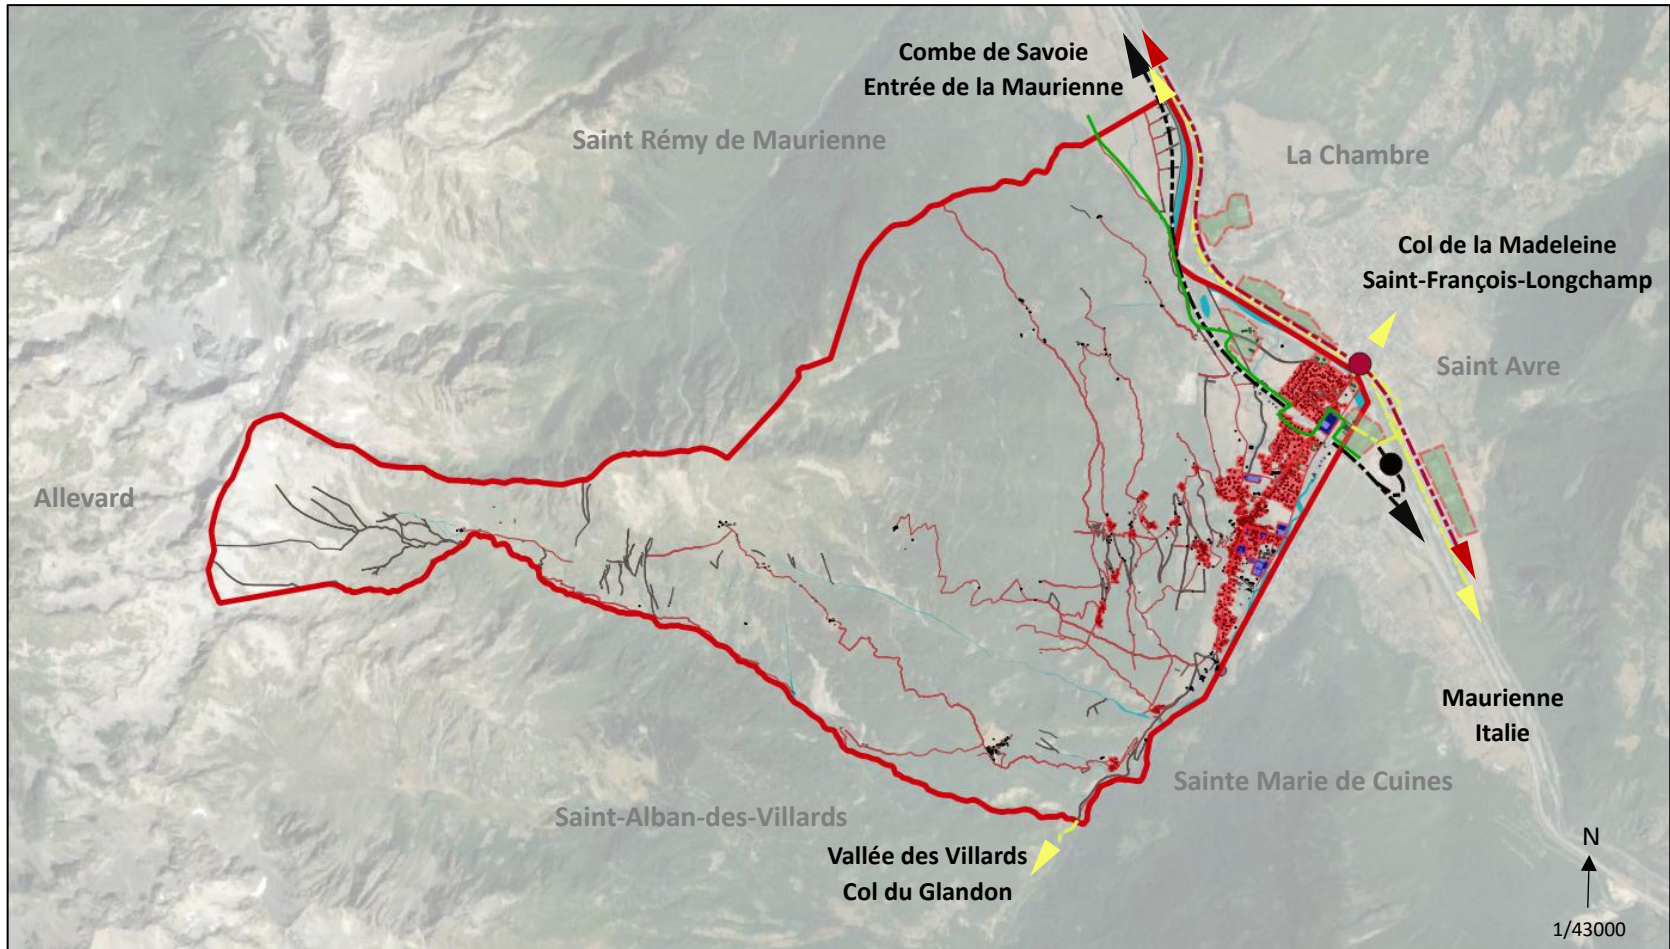 Combe de Savoie
Entrée de la Maurienne
Saint Rémy de Maurienne
La Chambre
Col de la Madeleine
Saint-François-Longchamp
Saint Avre
Allevard
Maurienne
Italie
Sainte Marie de Cuines
Saint-Alban-des-Villards
Vallée des Villards
Col du Glandon
N
1/43000